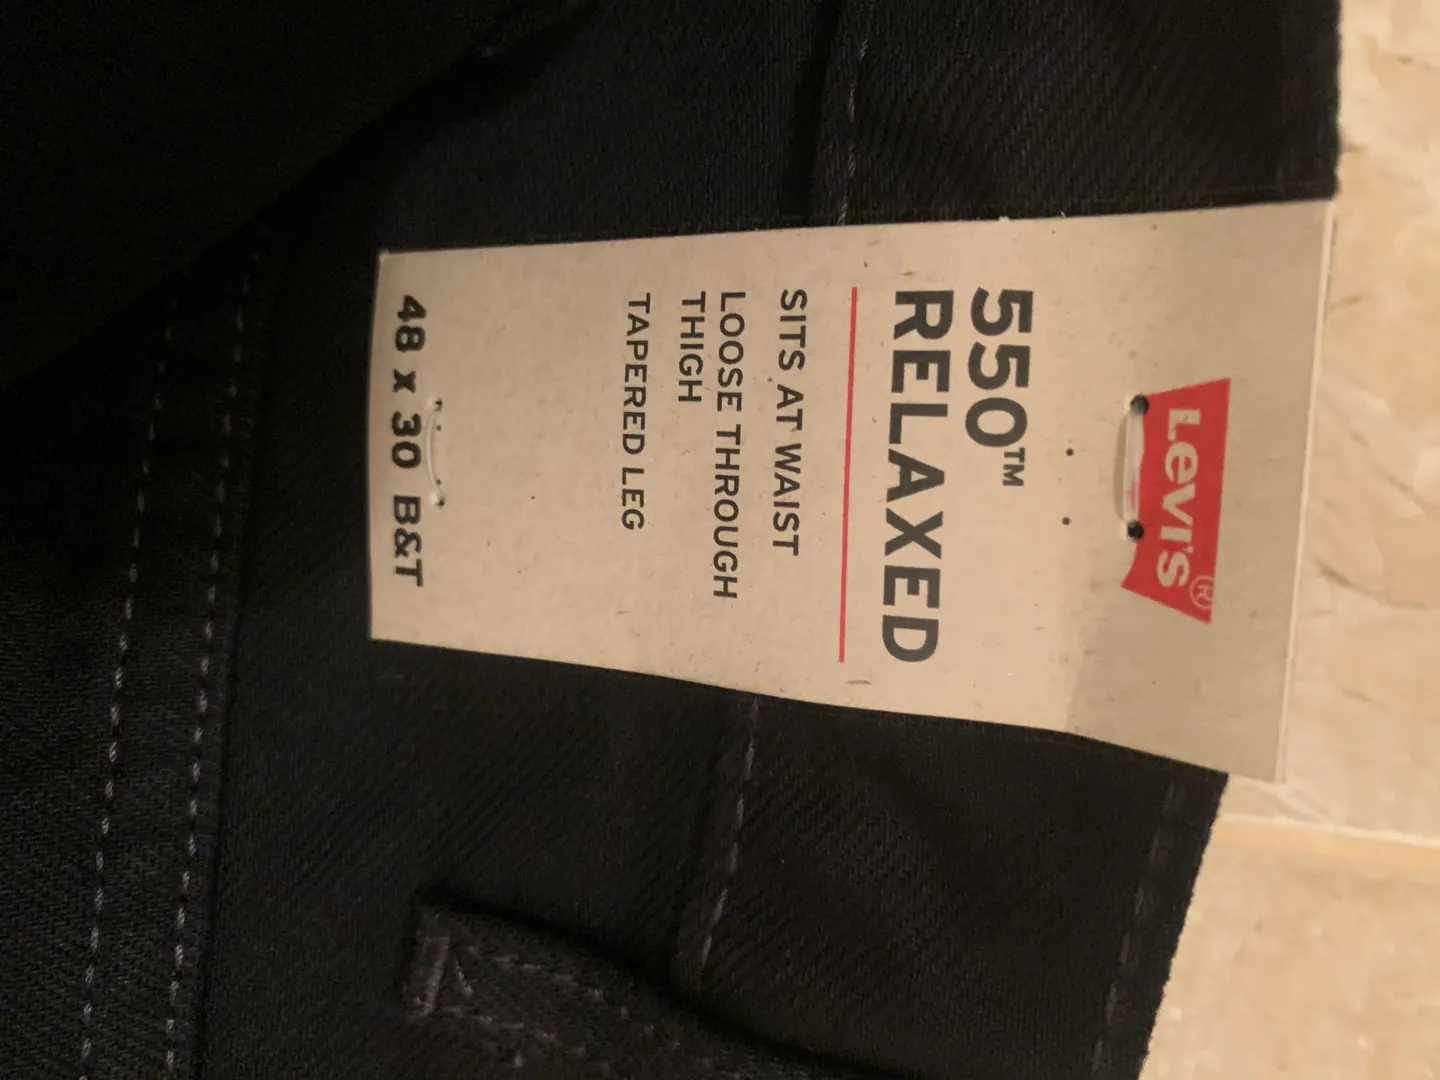 Levi's®
550™
RELAXED
SITS AT WAIST
LOOSE THROUGH
THIGH
TAPERED LEG
48 x 30 B&T